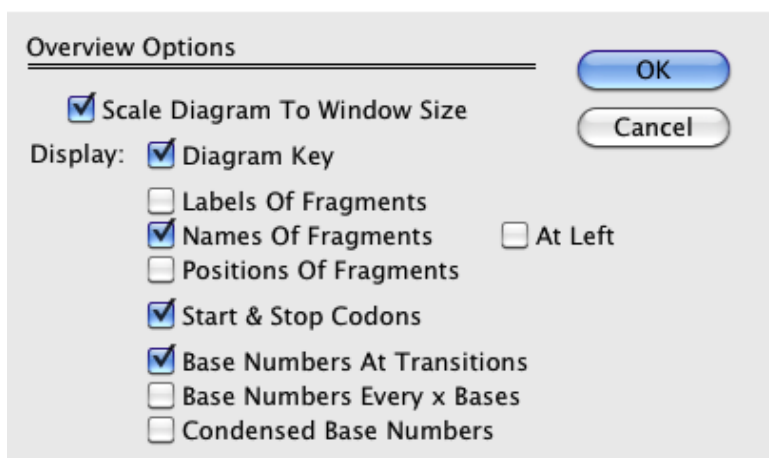 Overview Options
OK
Scale Diagram To Window Size
Cancel
Display: Diagram Key
Labels Of Fragments
Names Of Fragments At Left
Positions Of Fragments
Start & Stop Codons
Base Numbers At Transitions
Base Numbers Every x Bases
Condensed Base Numbers